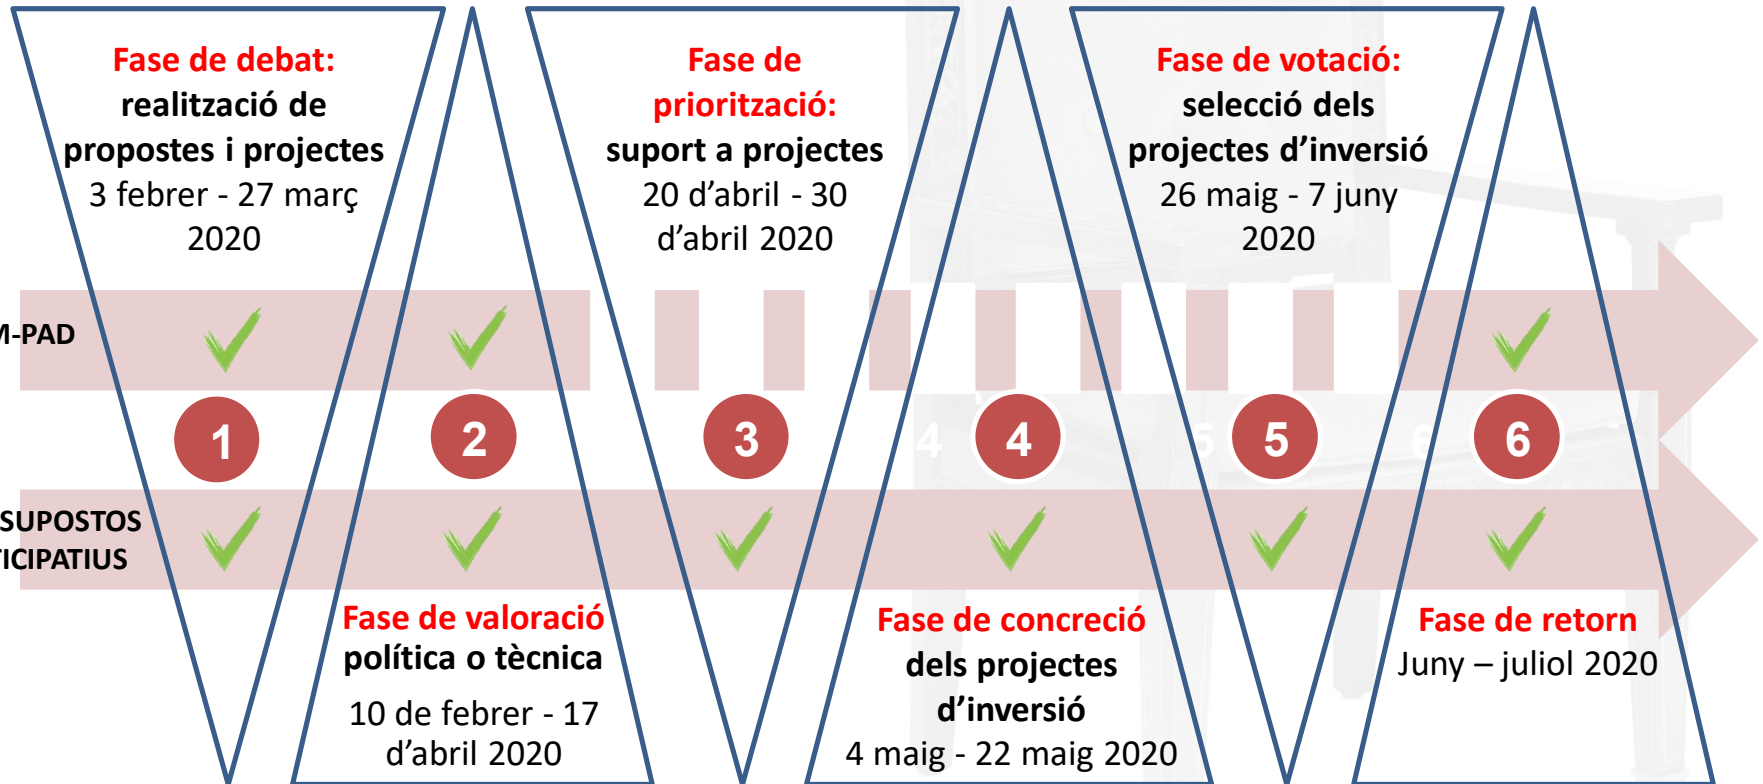 Fase de debat:
realització de
propostes i projectes
3 febrer - 27 març
2020
Fase de
priorització:
suport a projectes
20 d’abril - 30
d’abril 2020
Fase de votació:
selecció dels
projectes d’inversió
26 maig - 7 juny
2020
M-PAD
1
2
3
4
4
5
5
6
6
SUPOSTOS
TICIPATIUS
Fase de valoració
política o tècnica
10 de febrer - 17
d’abril 2020
Fase de concreció
dels projectes
d’inversió
4 maig - 22 maig 2020
Fase de retorn
Juny – juliol 2020